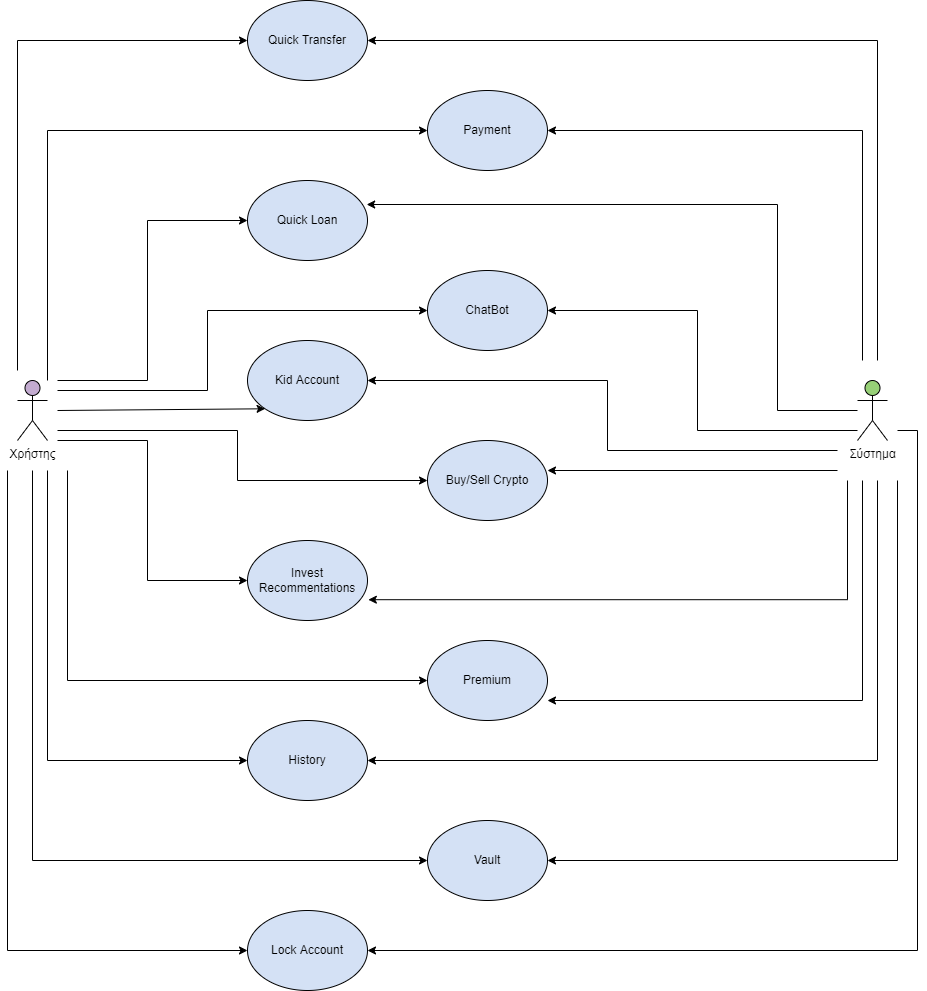 Quick Transfer
Payment
Quick Loan
ChatBot
Kid Account
Χρήστης
Σύστημα
Buy/Sell Crypto
Invest
Recommentations
Premium
History
Vault
Lock Account